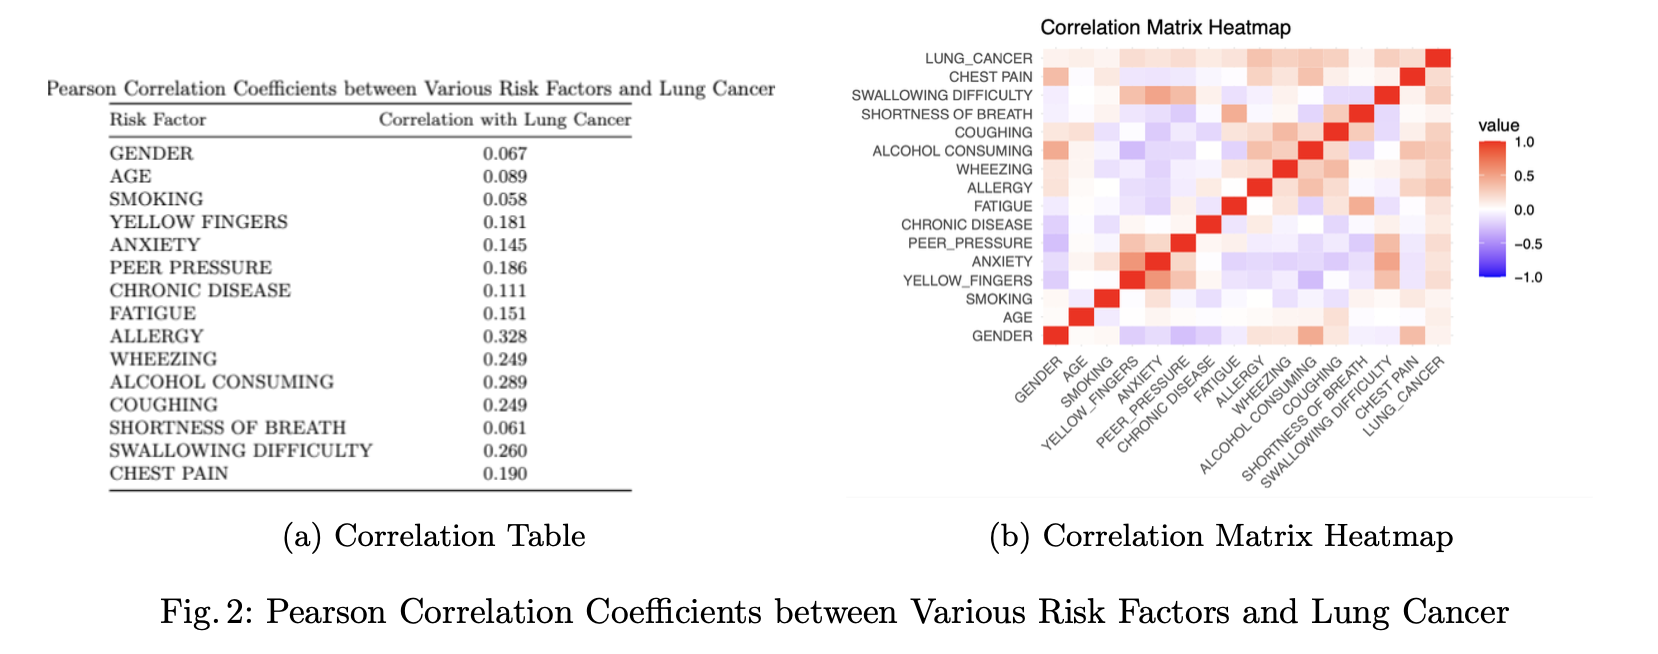 Pearson Correlation Coefficients between Various Risk Factors and Lung Cancer
Risk Factor Correlation with Lung Cancer
GENDER 0.067
AGE 0.089
SMOKING 0.058
YELLOW FINGERS 0.181
ANXIETY 0.145
PEER PRESSURE 0.186
CHRONIC DISEASE 0.111
FATIGUE 0.151
ALLERGY 0.328
WHEEZING 0.249
ALCOHOL CONSUMING 0.289
COUGHING 0.249
SHORTNESS OF BREATH 0.061
SWALLOWING DIFFICULTY 0.260
CHEST PAIN 0.190
(a) Correlation Table
Correlation Matrix Heatmap
LUNG_CANCER
CHEST PAIN
SWALLOWING DIFFICULTY
SHORTNESS OF BREATH
COUGHING
ALCOHOL CONSUMING
WHEEZING
ALLERGY
FATIGUE
CHRONIC DISEASE
PEER_PRESSURE
ANXIETY
YELLOW_FINGERS
SMOKING
AGE
GENDER
GENDER
AGE
SMOKING
YELLOW_FINGERS
ANXIETY
PEER_PRESSURE
CHRONIC DISEASE
FATIGUE
ALLERGY
WHEEZING
ALCOHOL CONSUMING
COUGHING
SHORTNESS OF BREATH
SWALLOWING DIFFICULTY
CHEST PAIN
LUNG_CANCER
value
1.0
0.5
0.0
−0.5
−1.0
(b) Correlation Matrix Heatmap
Fig. 2: Pearson Correlation Coefficients between Various Risk Factors and Lung Cancer